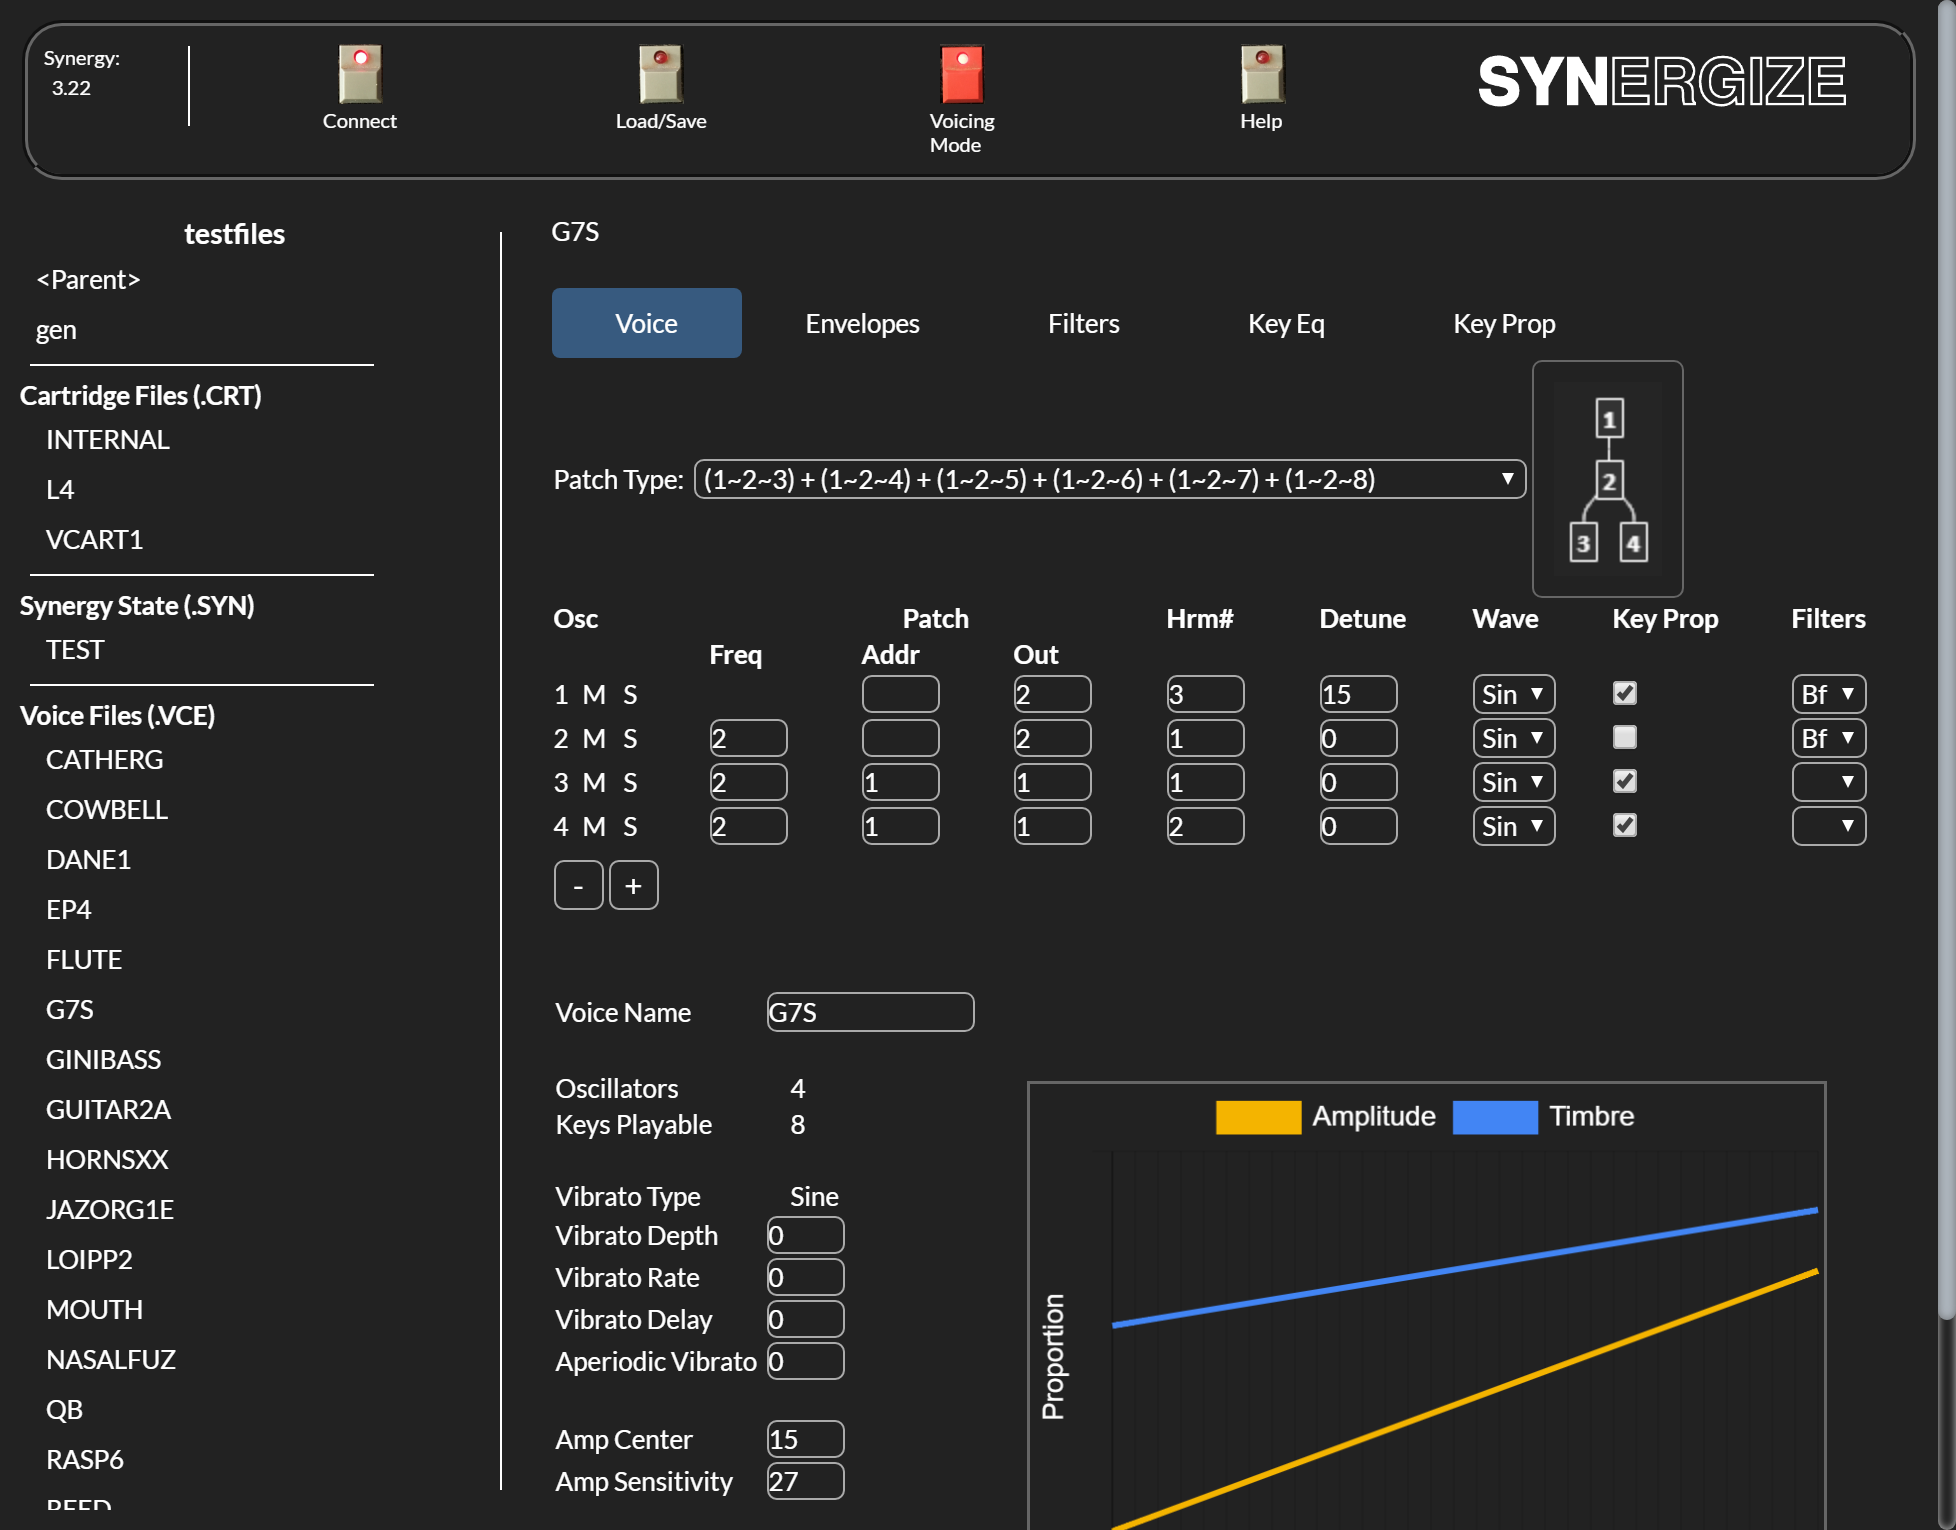 Synergy:
3.22
Connect
Load/Save
Voicing
Mode
Help
SYNERGIZE
testfiles
<Parent>
gen
Cartridge Files (.CRT)
INTERNAL
L4
VCART1
Synergy State (.SYN)
TEST
Voice Files (.VCE)
CATHERG
COWBELL
DANE1
EP4
FLUTE
G7S
GINIBASS
GUITAR2A
HORNSXX
JAZORG1E
LOIPP2
MOUTH
NASALFUZ
QB
RASP6
REED
G7S
Voice Envelopes Filters Key Eq Key Prop
Patch Type: (1~2~3) + (1~2~4) + (1~2~5) + (1~2~6) + (1~2~7) + (1~2~8)
1
2
3 4
Osc Patch Hrm# Detune Wave Key Prop Filters
Freq Addr Out
1 M S 2 3 15 Sin Bf
2 M S 2 2 1 0 Sin Bf
3 M S 2 1 1 1 0 Sin
4 M S 2 1 1 2 0 Sin
- +
Voice Name G7S
Oscillators 4
Keys Playable 8
Vibrato Type Sine
Vibrato Depth 0
Vibrato Rate 0
Vibrato Delay 0
Aperiodic Vibrato 0
Amp Center 15
Amp Sensitivity 27
Amplitude Timbre
Proportion